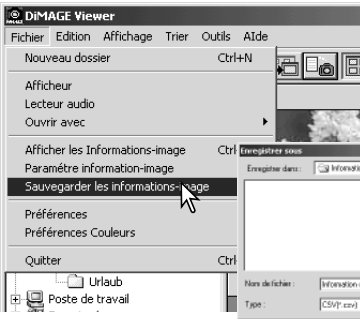 DiMAGE Viewer
Fichier Edition Affichage Trier Outils AIde
Nouveau dossier Ctrl+N
Afficheur
Lecteur audio
Ouvrir avec
Afficher les Informations-image Ctrl
Paramétre information-image
Sauvegarder les informations-image
Préférences
Préférences Couleurs
Quitter Ctrl
Urlaub
Poste de travail
Enregistrer sous
Enregistrer dans :
Nom de fichier :
Type : CSV(*.csv)